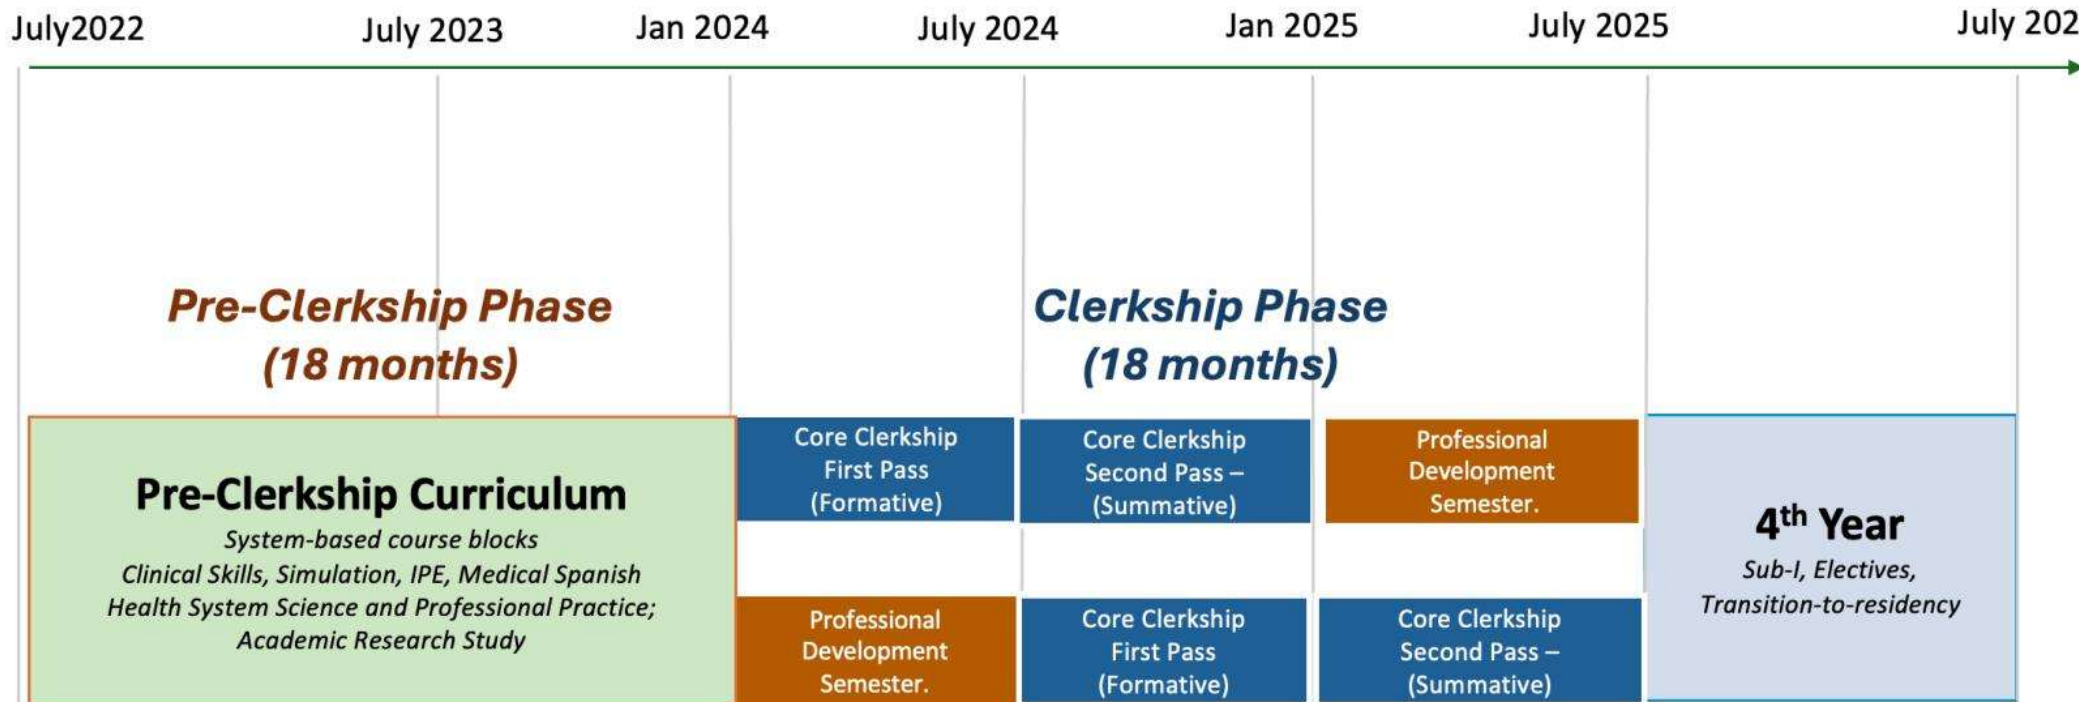 July2022
July 2023
Jan 2024
July 2024
Jan 2025
July 2025
July 202
Pre-Clerkship Phase
(18 months)
Clerkship Phase
(18 months)
Pre-Clerkship Curriculum
System-based course blocks
Clinical Skills, Simulation, IPE, Medical Spanish
Health System Science and Professional Practice;
Academic Research Study
Core Clerkship
First Pass
(Formative)
Core Clerkship
Second Pass –
(Summative)
Professional
Development
Semester.
Professional
Development
Semester.
Core Clerkship
First Pass
(Formative)
Core Clerkship
Second Pass –
(Summative)
4th Year
Sub-I, Electives,
Transition-to-residency